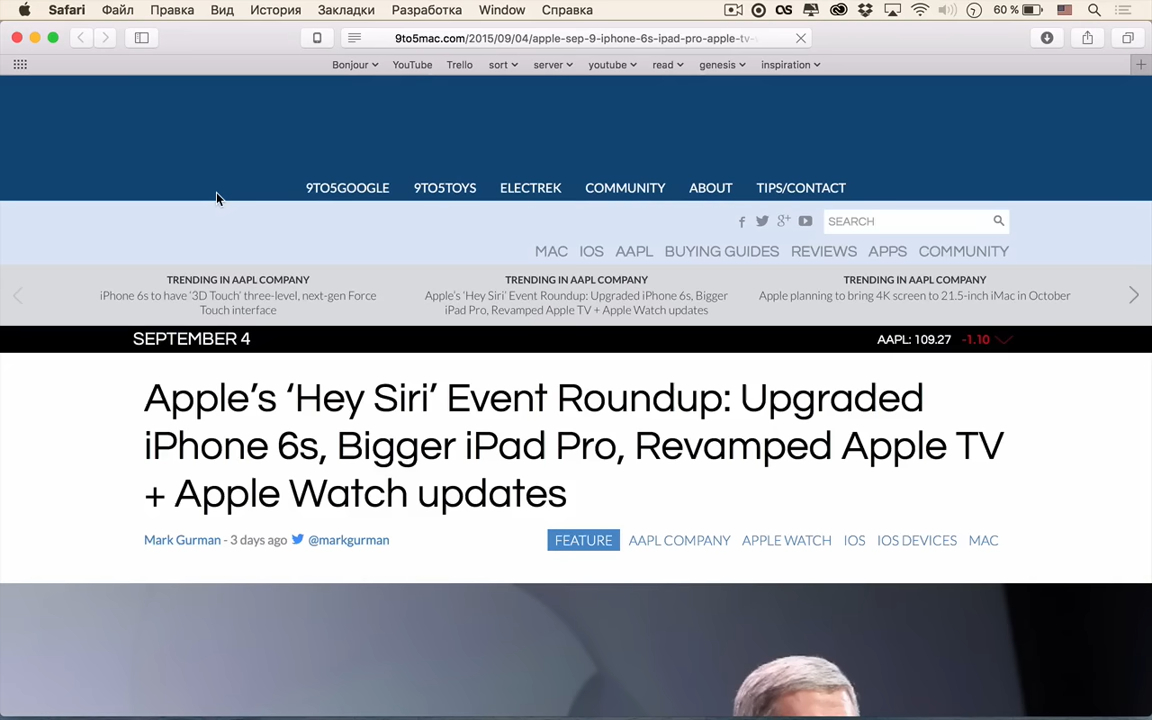 Safari Файл Правка Вид История Закладки Разработка Window Справка 60 %
9to5mac.com/2015/09/04/apple-sep-9-iphone-6s-ipad-pro-apple-tv-
Bonjour YouTube Trello sort server youtube read genesis inspiration
9TO5GOOGLE 9TO5TOYS ELECTREK COMMUNITY ABOUT TIPS/CONTACT
SEARCH
MAC IOS AAPL BUYING GUIDES REVIEWS APPS COMMUNITY
TRENDING IN AAPL COMPANY
iPhone 6s to have ‘3D Touch’ three-level, next-gen Force
Touch interface
TRENDING IN AAPL COMPANY
Apple’s ‘Hey Siri’ Event Roundup: Upgraded iPhone 6s, Bigger
iPad Pro, Revamped Apple TV + Apple Watch updates
TRENDING IN AAPL COMPANY
Apple planning to bring 4K screen to 21.5-inch iMac in October
SEPTEMBER 4 AAPL: 109.27 -1.10
Apple’s ‘Hey Siri’ Event Roundup: Upgraded
iPhone 6s, Bigger iPad Pro, Revamped Apple TV
+ Apple Watch updates
Mark Gurman - 3 days ago @markgurman FEATURE AAPL COMPANY APPLE WATCH IOS IOS DEVICES MAC